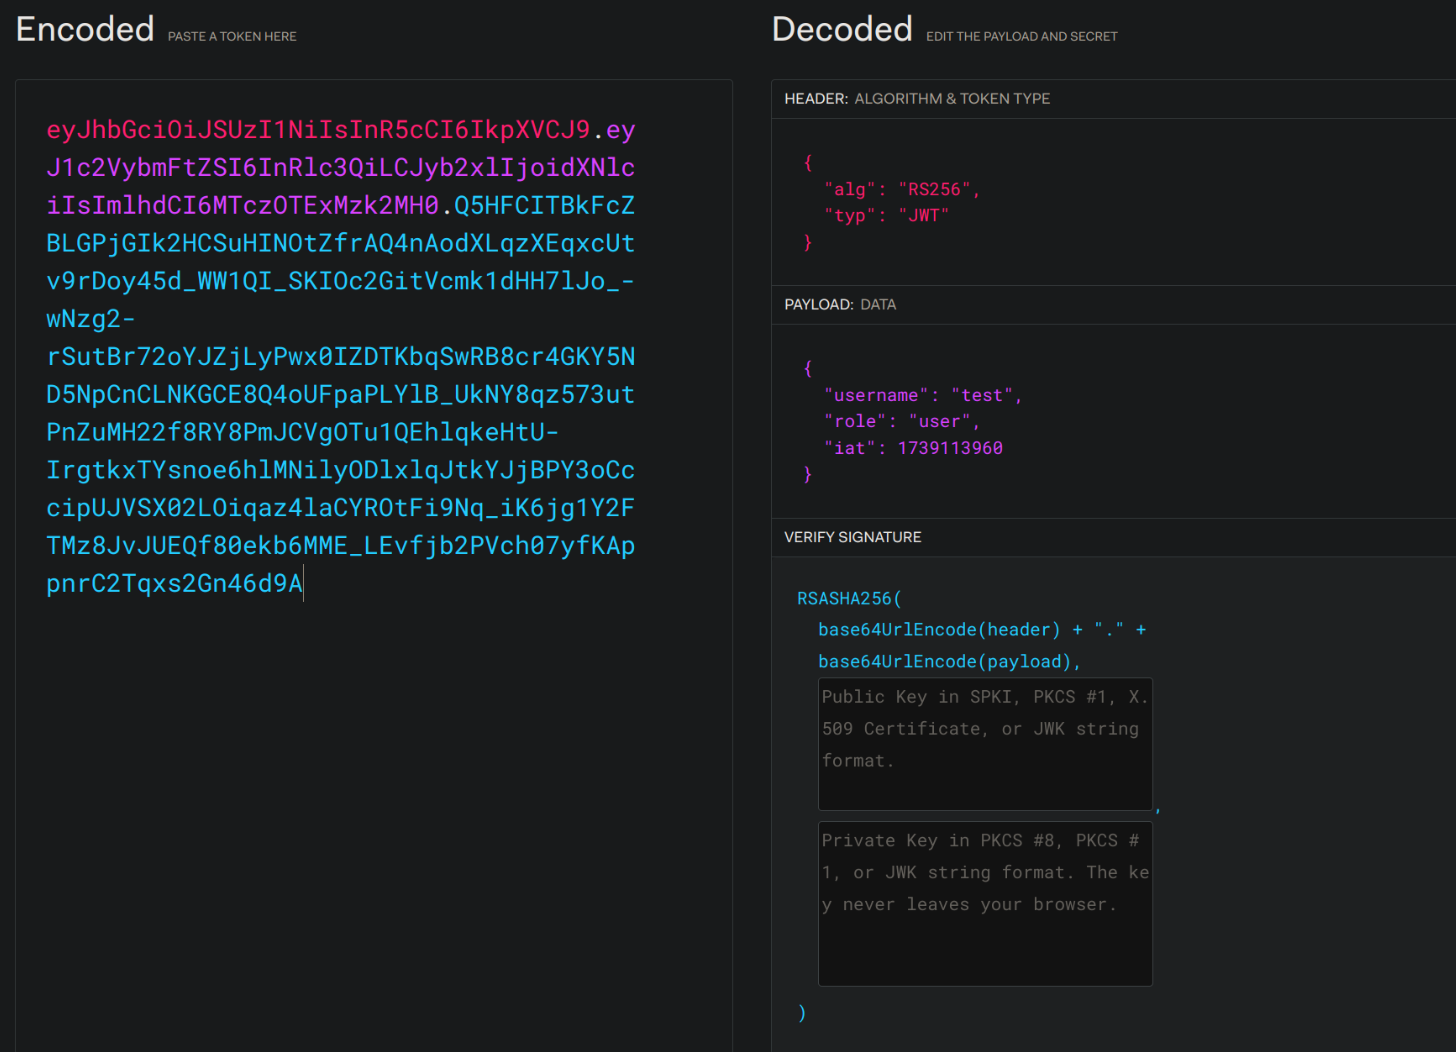 Encoded PASTE A TOKEN HERE
eyJhbGciOiJSUzI1NiIsInR5cCI6IkpXVCJ9.ey
J1c2VybmFtZSI6InRlc3QiLCJyb2xlIjoidXNlc
iIsImlhdCI6MTczOTExMzk2MH0.Q5HFCITBkFcZ
BLGPjGIk2HCSuHINOtZfrAQ4nAodXLqzXEqxcUt
v9rDoy45d_WW1QI_SKIOc2GitVcmk1dHH7lJo_-
wNzg2-
rSutBr72oYJZjLyPwx0IZDTKbqSwRB8cr4GKY5N
D5NpCnCLNKGCE8Q4oUFpaPLYlB_UkNY8qz573ut
PnZuMH22f8RY8PmJCVgOTu1QEhlqkeHtU-
IrgtkxTYsnoe6hlMNilyODlxlqJtkYJjBPY3oCc
cipUJVSX02LOiqaz4laCYROtFi9Nq_iK6jg1Y2F
TMz8JvJUEQf80ekb6MME_LEvfjb2PVch07yfKAp
pnrC2Tqxs2Gn46d9A
Decoded EDIT THE PAYLOAD AND SECRET
HEADER: ALGORITHM & TOKEN TYPE
{
"alg": "RS256",
"typ": "JWT"
}
PAYLOAD: DATA
{
"username": "test",
"role": "user",
"iat": 1739113960
}
VERIFY SIGNATURE
RSASHA256(
base64UrlEncode(header) + "." +
base64UrlEncode(payload),
Public Key in SPKI, PKCS #1, X.
509 Certificate, or JWK string
format.
,
Private Key in PKCS #8, PKCS #
1, or JWK string format. The ke
y never leaves your browser.
)